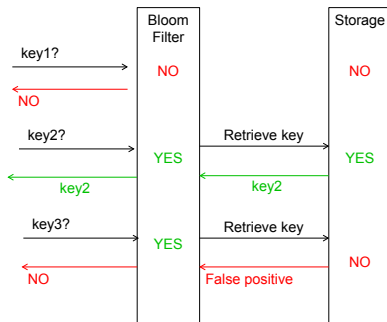 Bloom
Filter
Storage
key1?
NO
NO
NO
key2?
Retrieve key
YES
YES
key2
key2
key3?
Retrieve key
YES
NO
NO
False positive